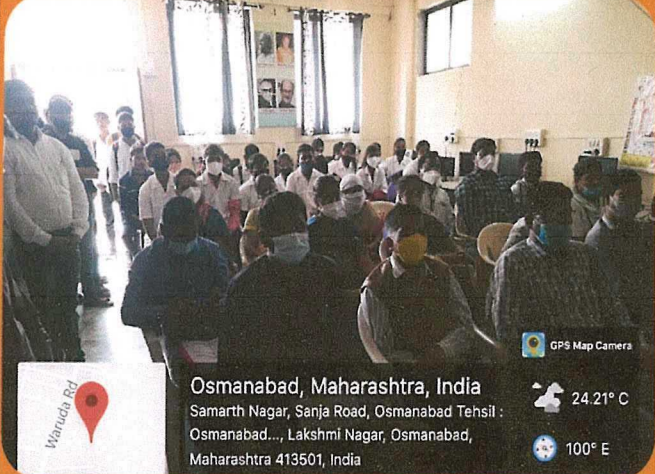 GPS Map Camera
Waruda Rd
Osmanabad, Maharashtra, India
Samarth Nagar, Sanja Road, Osmanabad Tehsil :
Osmanabad..., Lakshmi Nagar, Osmanabad,
Maharashtra 413501, India
24.21° C
100° E